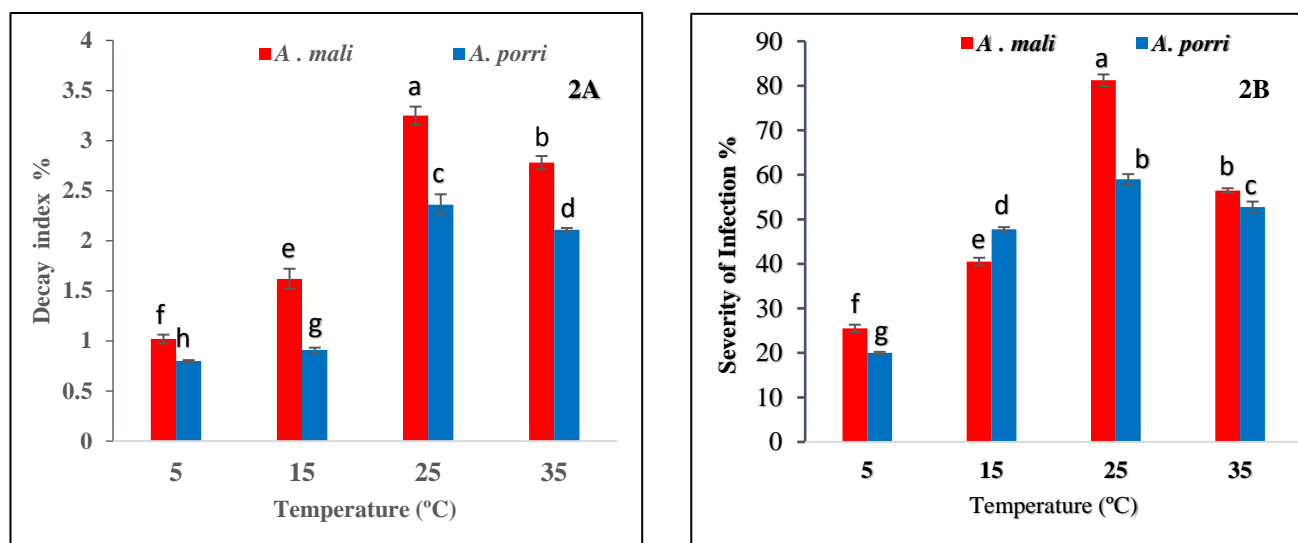 4
3.5
3
2.5
2
1.5
1
0.5
0
Decay index %
A . mali
A. porri
2A
f
h
e
g
a
c
b
d
5 15 25 35
Temperature (ºC)
90
80
70
60
50
40
30
20
10
0
Severity of Infection %
A . mali
A. porri
2B
f
g
e
d
a
b
b
c
5 15 25 35
Temperature (ºC)